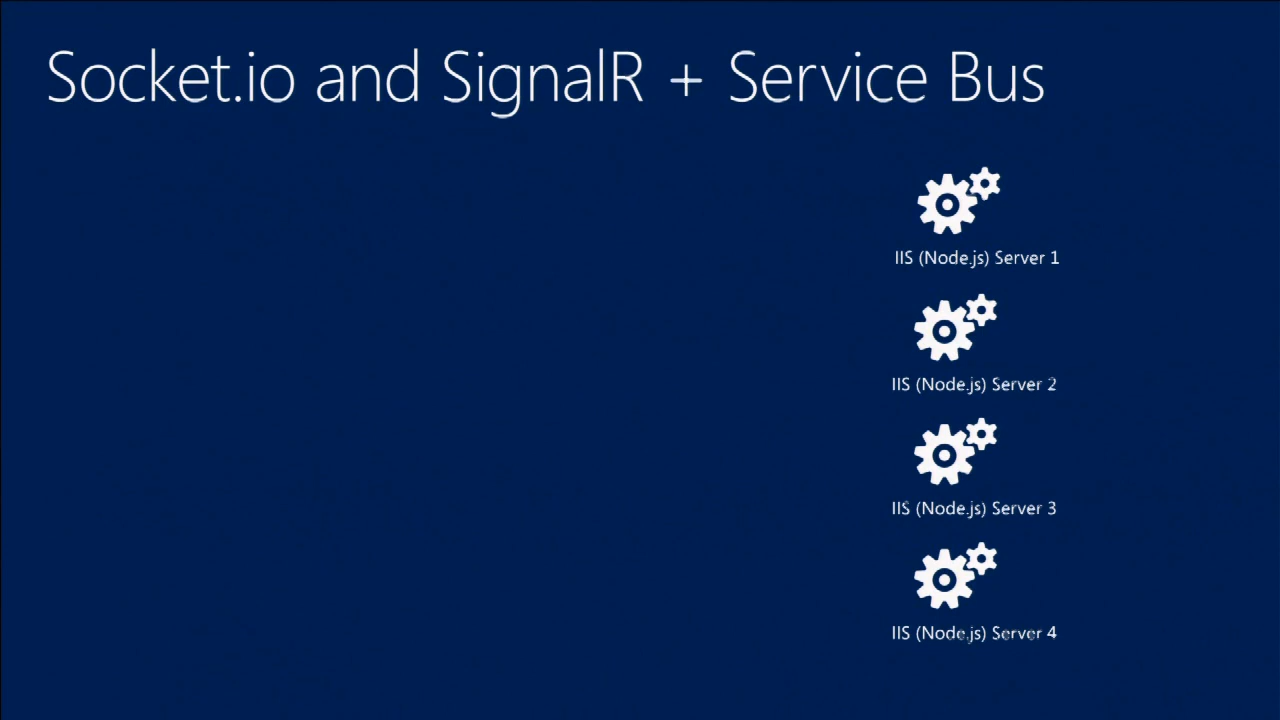 Socket.io and SignalR + Service Bus
IIS (Node.js) Server 1
IIS (Node.js) Server 2
IIS (Node.js) Server 3
IIS (Node.js) Server 4